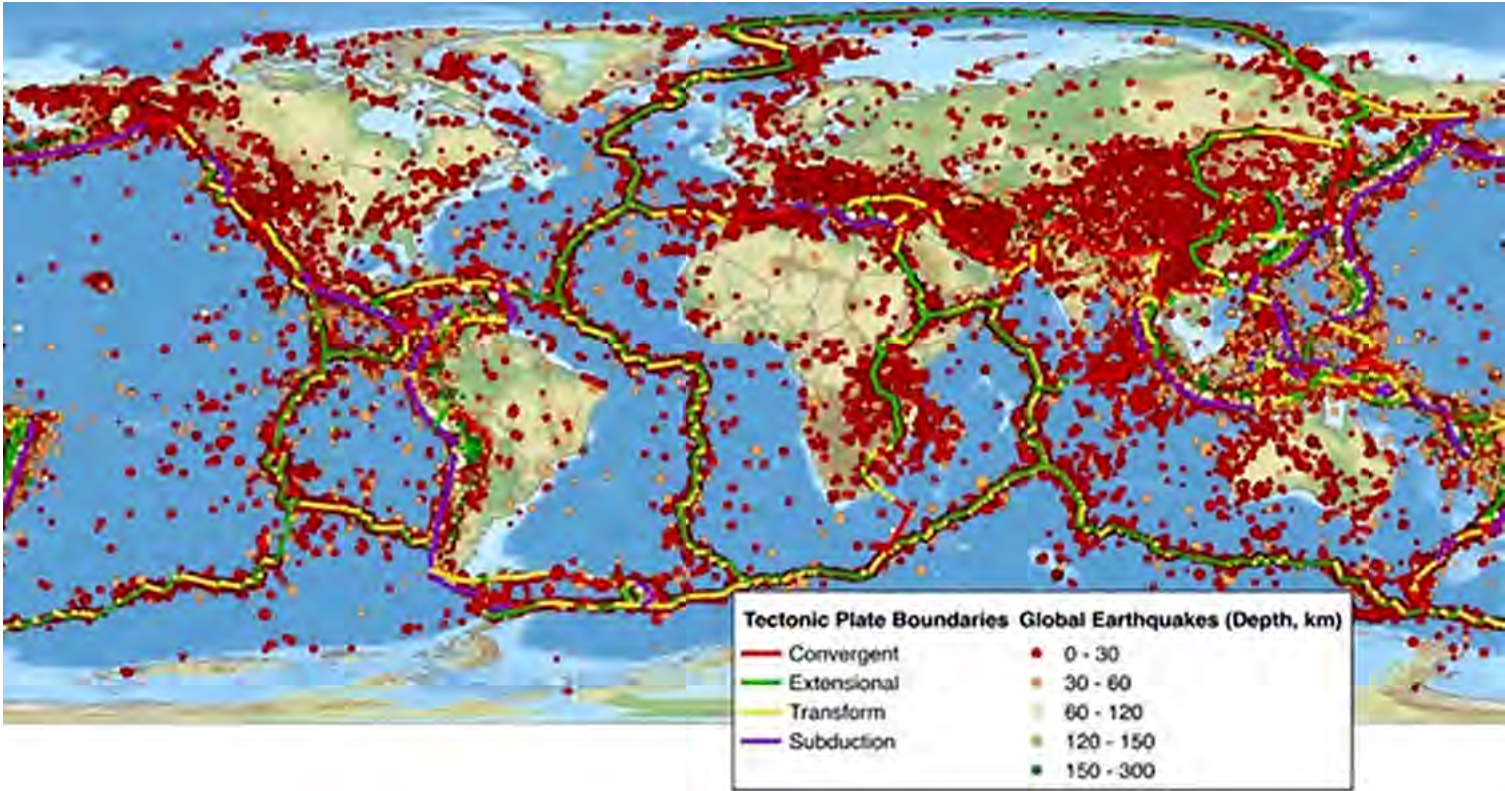 Tectonic Plate Boundaries Global Earthquakes (Depth, km)
Convergent 0 - 30
Extensional 30 - 60
Transform 60 - 120
Subduction 120 - 150
150 - 300